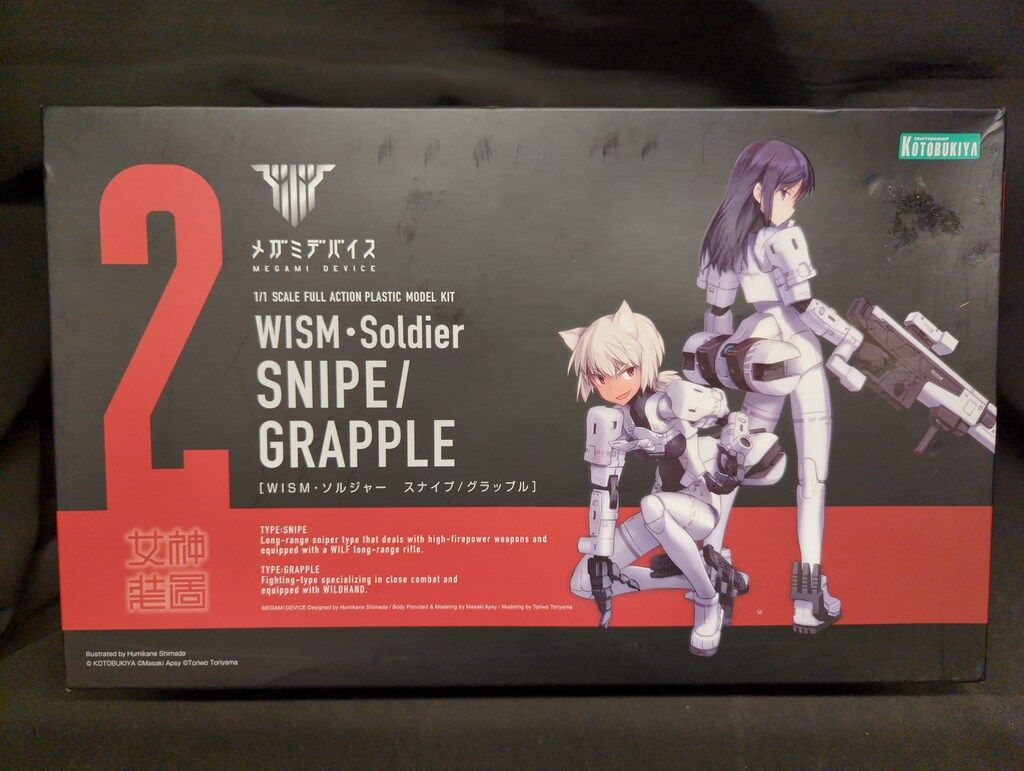 2
メガミデバイス
MEGAMI DEVICE
1/1 SCALE FULL ACTION PLASTIC MODEL KIT
WISM・Soldier
SNIPE/
GRAPPLE
[WISM・ソルジャー スナイプ/グラップル]
CRAFTSMANSHIP
KOTOBUKIYA
女神
装置
TYPE:SNIPE
Long-range sniper type that deals with high-firepower weapons and
equipped with a WILF long-range rifle.
TYPE:GRAPPLE
Fighting-type specializing in close combat and
equipped with WILDHAND.
MEGAMI DEVICE Designed by Humikane Shimada / Body Provided & Modeling by Masaki Apsy / Modeling by Toriwo Toriyama
Illustrated by Humikane Shimada
© KOTOBUKIYA ©Masaki Apsy ©Toriwo Toriyama